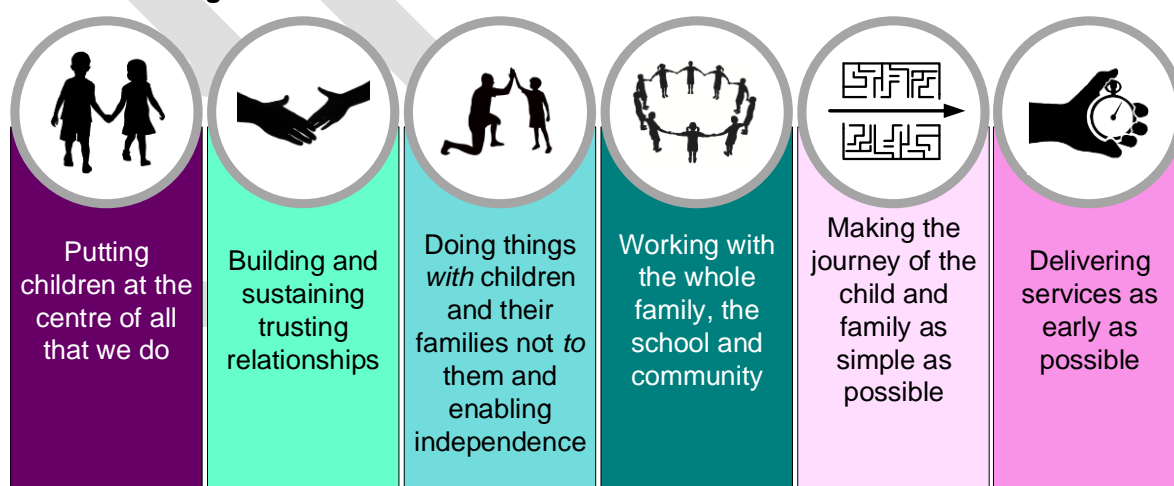 Putting
children at the
centre of all
that we do
Building and
sustaining
trusting
relationships
Doing things
with children
and their
families not to
them and
enabling
independence
Working with
the whole
family, the
school and
community
Making the
journey of the
child and
family as
simple as
possible
Delivering
services as
early as
possible